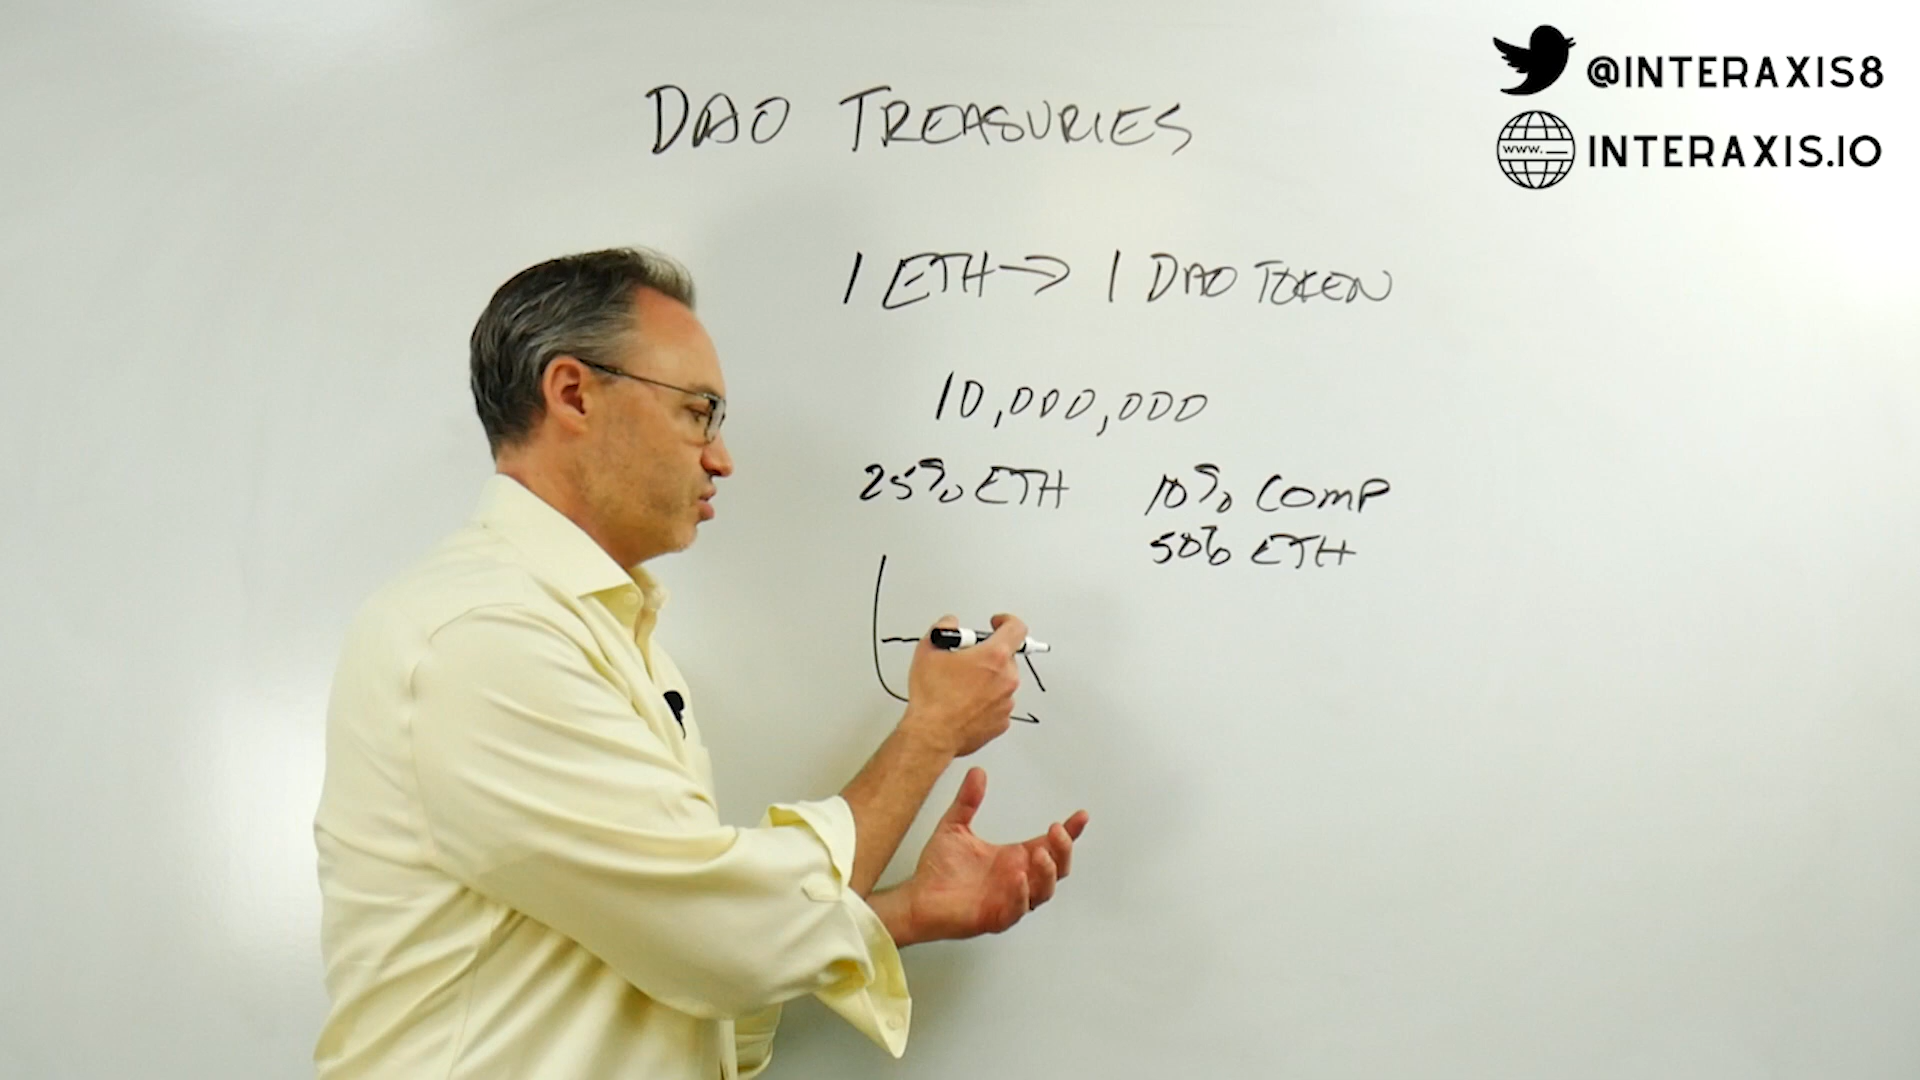 @INTERAXIS8
www.
INTERAXIS.IO
DAO TREASURIES
1 ETH → 1 DAO TOKEN
10,000,000
25% ETH 10% COMP
50% ETH